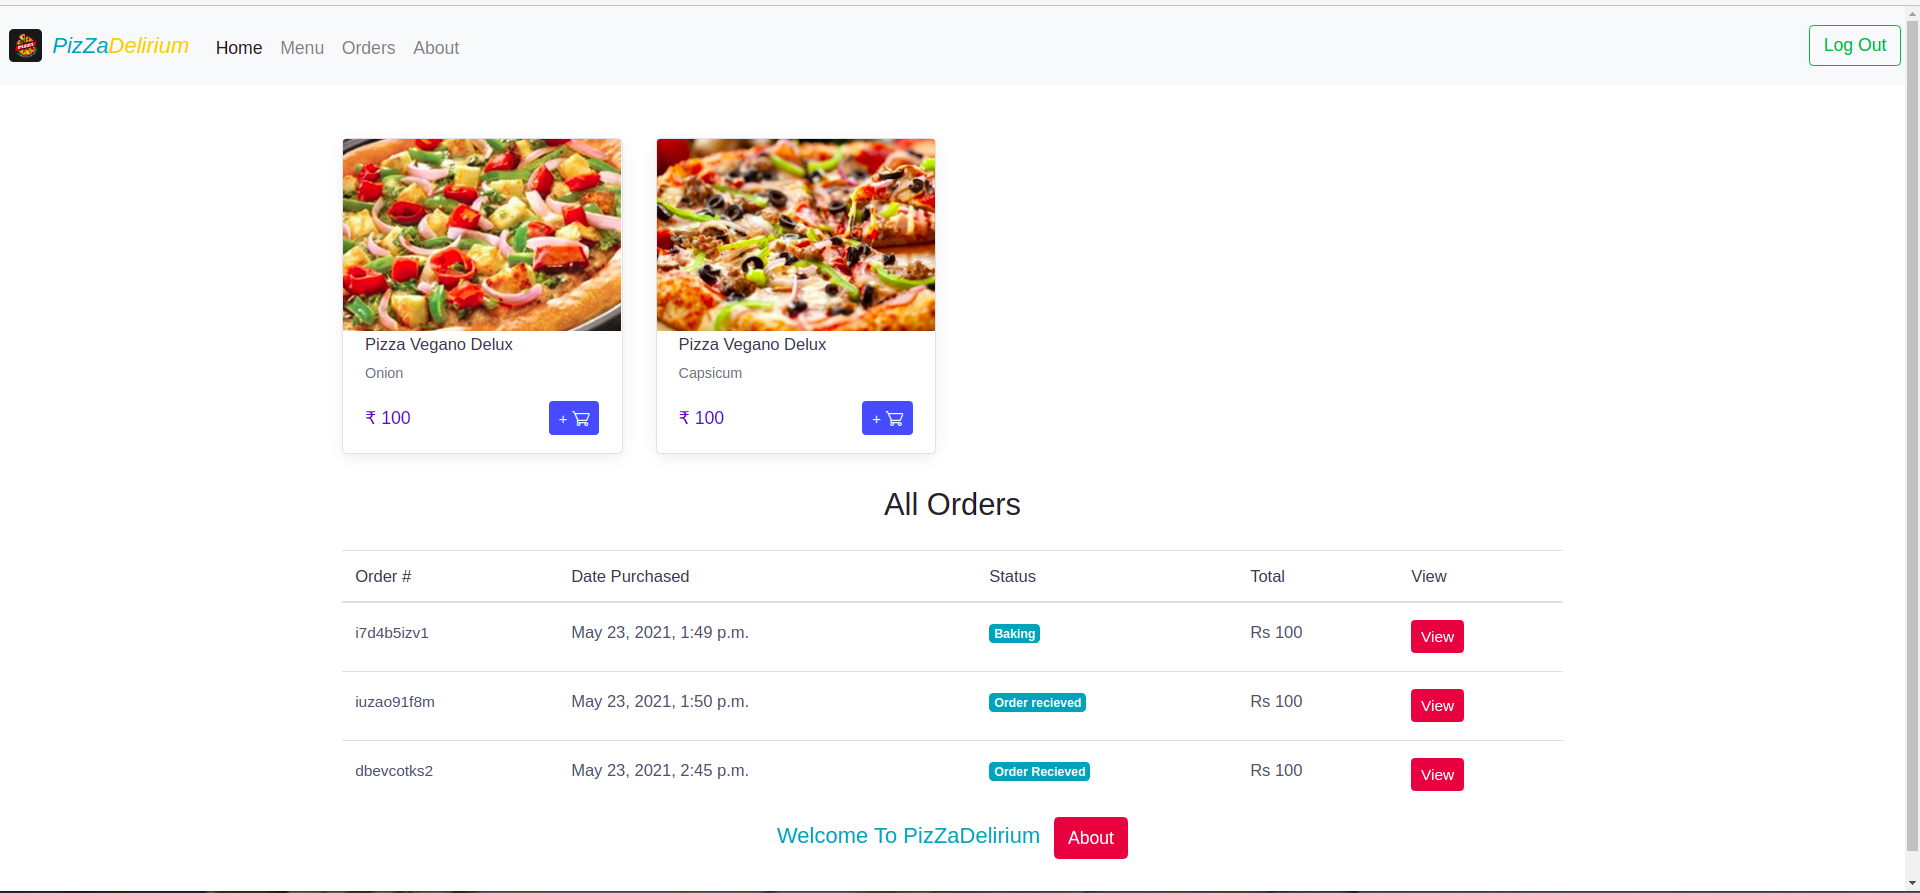 PIZZA PizZaDelirium Home Menu Orders About Log Out
Pizza Vegano Delux
Onion
₹ 100 +
Pizza Vegano Delux
Capsicum
₹ 100 +
All Orders
Order # Date Purchased Status Total View
i7d4b5izv1 May 23, 2021, 1:49 p.m. Baking Rs 100 View
iuzao91f8m May 23, 2021, 1:50 p.m. Order recieved Rs 100 View
dbevcotks2 May 23, 2021, 2:45 p.m. Order Recieved Rs 100 View
Welcome To PizZaDelirium About